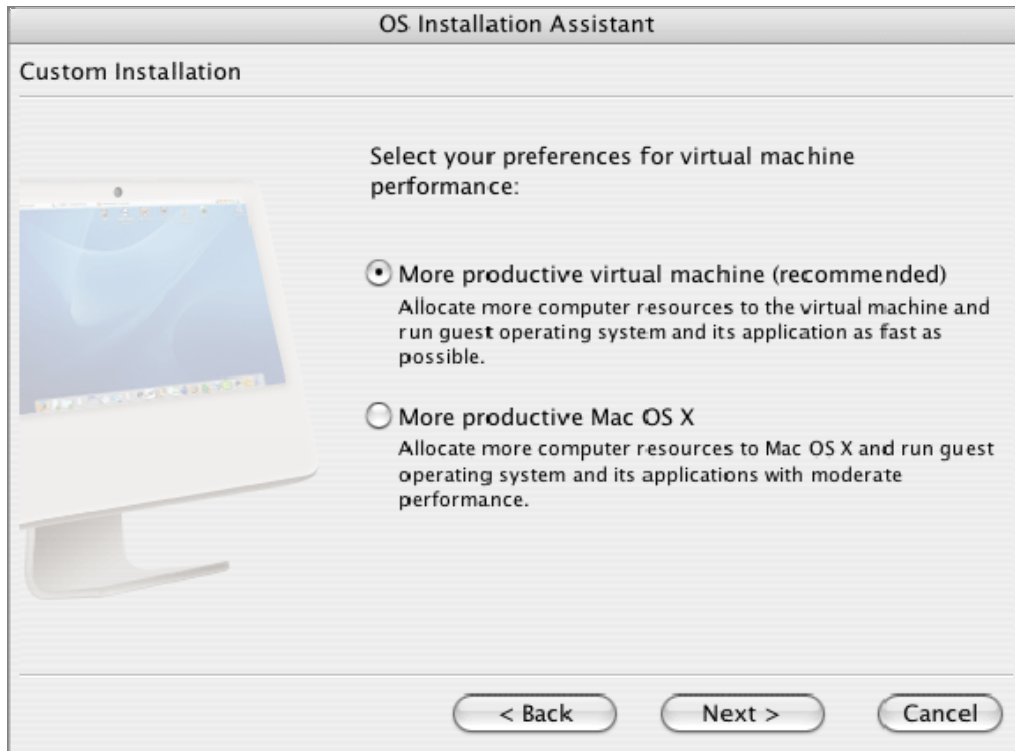 OS Installation Assistant
Custom Installation
Select your preferences for virtual machine
performance:
More productive virtual machine (recommended)
Allocate more computer resources to the virtual machine and
run guest operating system and its application as fast as
possible.
More productive Mac OS X
Allocate more computer resources to Mac OS X and run guest
operating system and its applications with moderate
performance.
< Back
Next >
Cancel